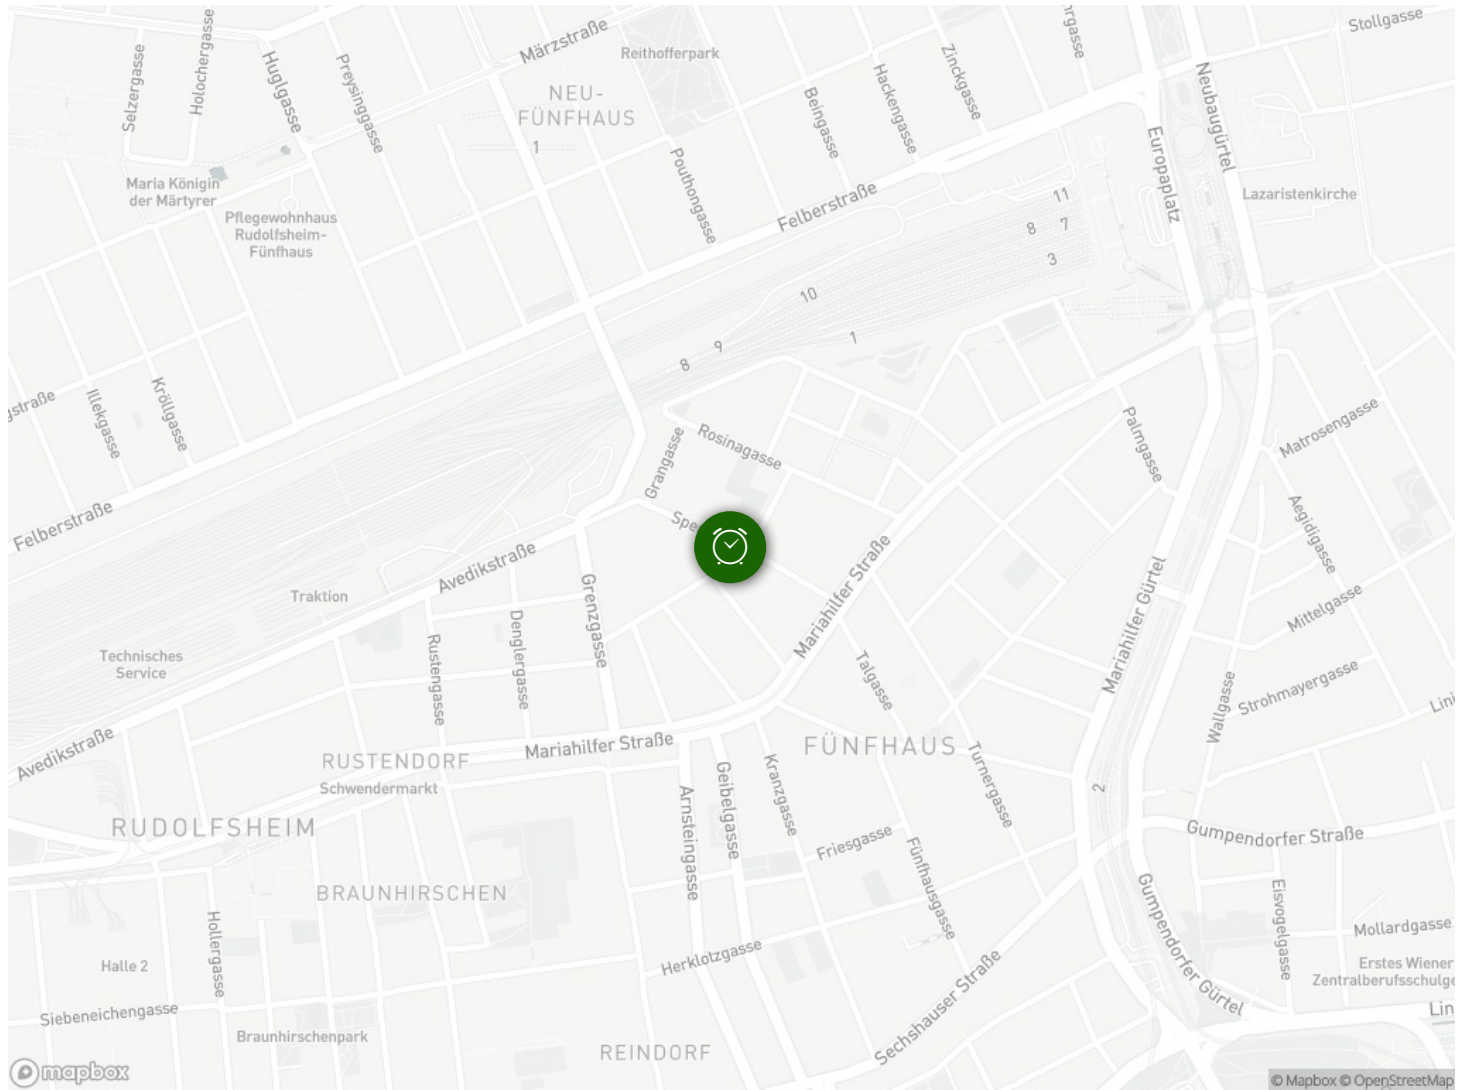 Stollgasse
Märzstraße
Reithofferpark
Selzergasse
Holochergasse
Huglgasse
Preysinggasse
Zinckgasse
Hackengasse
Beingasse
Neubaugürtel
NEU-
FÜNFHAUS
1
Europaplatz
Pouthongasse
Maria Königin
der Märtyrer
Lazaristenkirche
Pflegewohnhaus
Rudolfsheim-
Fünfhaus
Felberstraße
11
8
7
3
10
1
9
8
Illekgasse
Kröllgasse
Palmgasse
Matrosengasse
Rosinagasse
Grangasse
Felberstraße
Aegidigasse
Avedikstraße
Mariahilfer Straße
Mariahilfer Gürtel
Traktion
Grenzgasse
Denglergasse
Mittelgasse
Technisches
Service
Rustengasse
Talgasse
Wallgasse
Strohmayergasse
Avedikstraße
Mariahilfer Straße
FÜNFHAUS
RUSTENDORF
Schwendermarkt
Kranzgasse
Turnergasse
Geibelgasse
Arnsteingasse
2
RUDOLFSHEIM
Gumpendorfer Straße
Friesgasse
Fünfhausgasse
BRAUNHIRSCHEN
Eisvogelgasse
Gumpendorfer Gürtel
Mollardgasse
Hollergasse
Herklotzgasse
Halle 2
Erstes Wiener
Zentralberufsschulge
Sechshauser Straße
Siebeneichengasse
Braunhirschenpark
REINDORF
mapbox
© Mapbox © OpenStreetMap